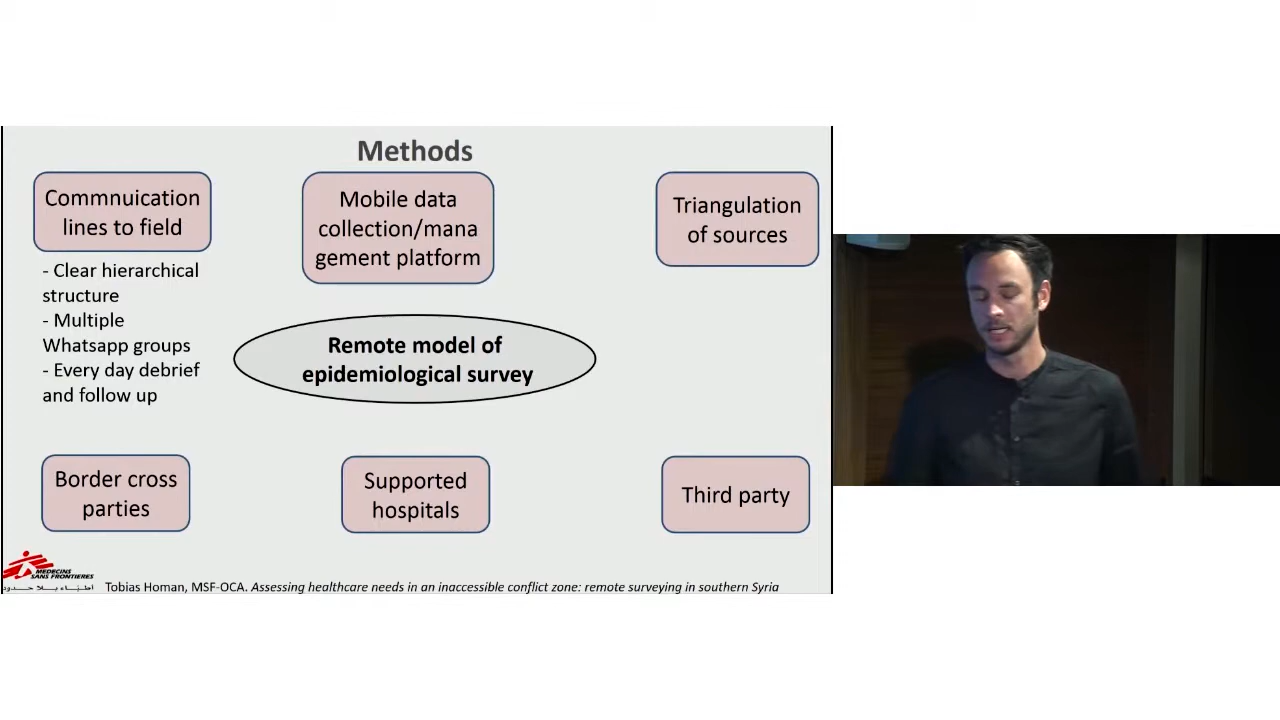 Methods
Commnuication
lines to field
- Clear hierarchical
structure
- Multiple
Whatsapp groups
- Every day debrief
and follow up
Mobile data
collection/mana
gement platform
Triangulation
of sources
Remote model of
epidemiological survey
Border cross
parties
Supported
hospitals
Third party
MEDECINS
SANS FRONTIERES
أطباء بلا حدود
Tobias Homan, MSF-OCA. Assessing healthcare needs in an inaccessible conflict zone: remote surveying in southern Syria